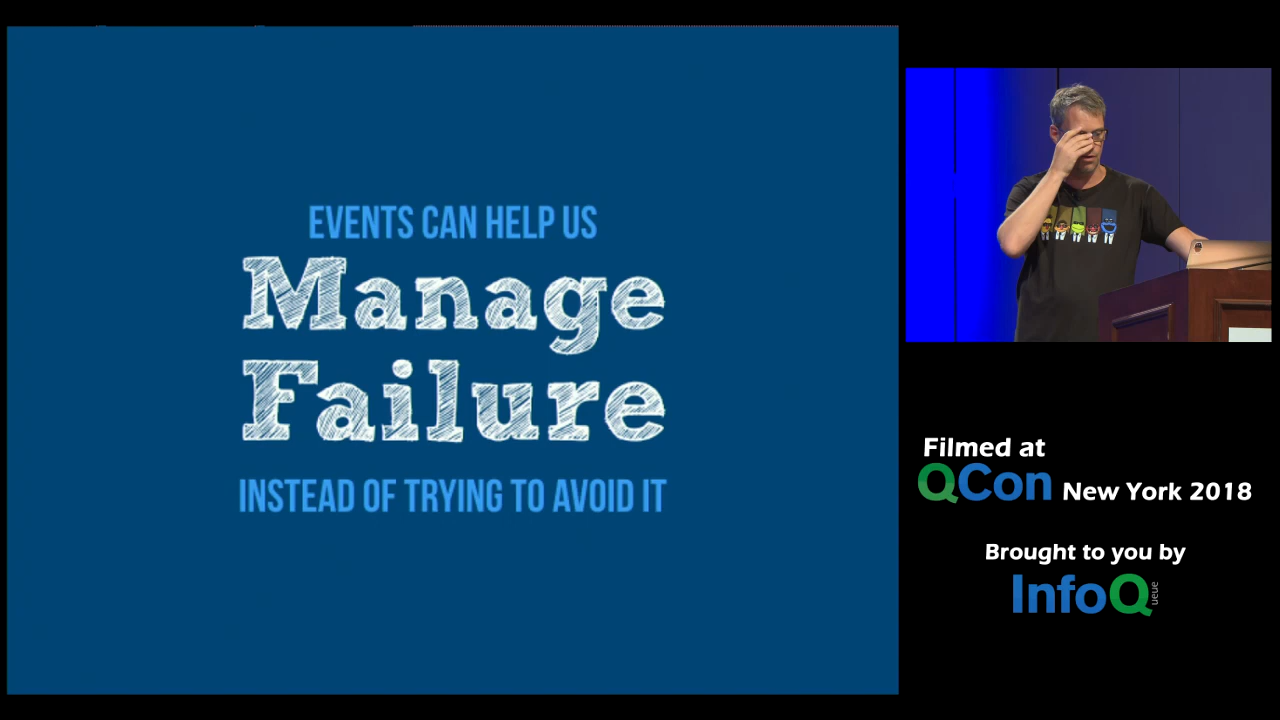 EVENTS CAN HELP US
Manage
Failure
INSTEAD OF TRYING TO AVOID IT
Filmed at
QCon New York 2018
Brought to you by
InfoQ
ueue